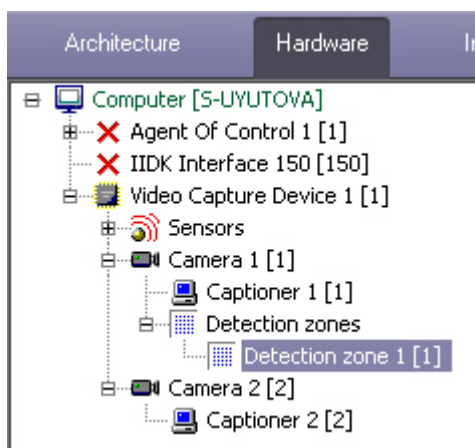 Architecture Hardware
Computer [S-UYUTOVA]
Agent Of Control 1 [1]
IIDK Interface 150 [150]
Video Capture Device 1 [1]
Sensors
Camera 1 [1]
Captioner 1 [1]
Detection zones
Detection zone 1 [1]
Camera 2 [2]
Captioner 2 [2]